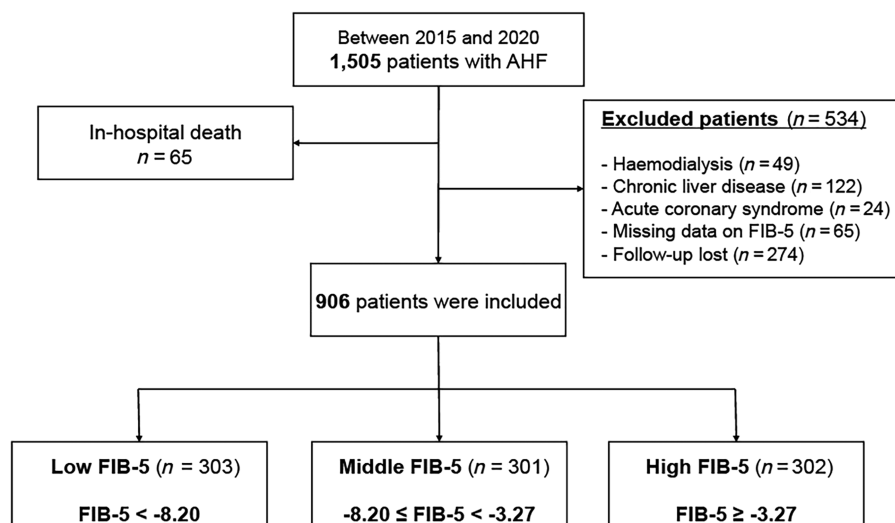 Between 2015 and 2020
1,505 patients with AHF
In-hospital death
n = 65
Excluded patients (n = 534)
- Haemodialysis (n = 49)
- Chronic liver disease (n = 122)
- Acute coronary syndrome (n = 24)
- Missing data on FIB-5 (n = 65)
- Follow-up lost (n = 274)
906 patients were included
Low FIB-5 (n = 303)
FIB-5 < -8.20
Middle FIB-5 (n = 301)
-8.20 ≤ FIB-5 < -3.27
High FIB-5 (n = 302)
FIB-5 ≥ -3.27